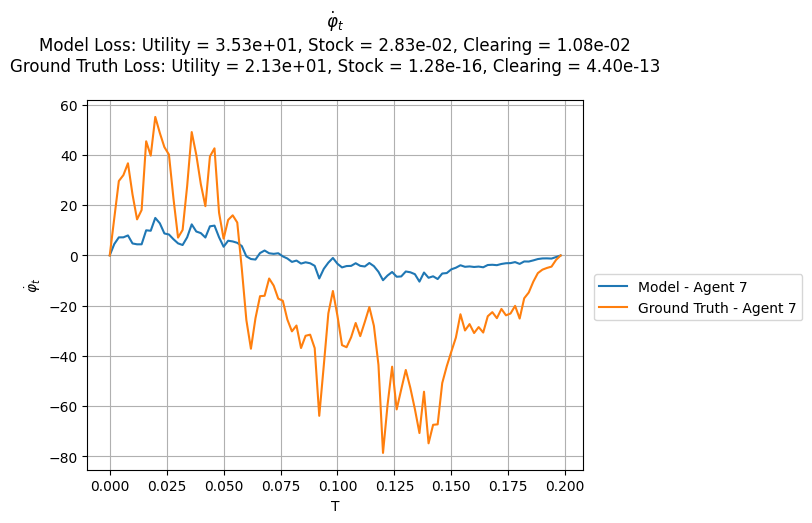 φ̇_t
Model Loss: Utility = 3.53e+01, Stock = 2.83e-02, Clearing = 1.08e-02
Ground Truth Loss: Utility = 2.13e+01, Stock = 1.28e-16, Clearing = 4.40e-13
60
40
20
0
−20
−40
−60
−80
φ̇_t
0.000 0.025 0.050 0.075 0.100 0.125 0.150 0.175 0.200
T
Model - Agent 7
Ground Truth - Agent 7